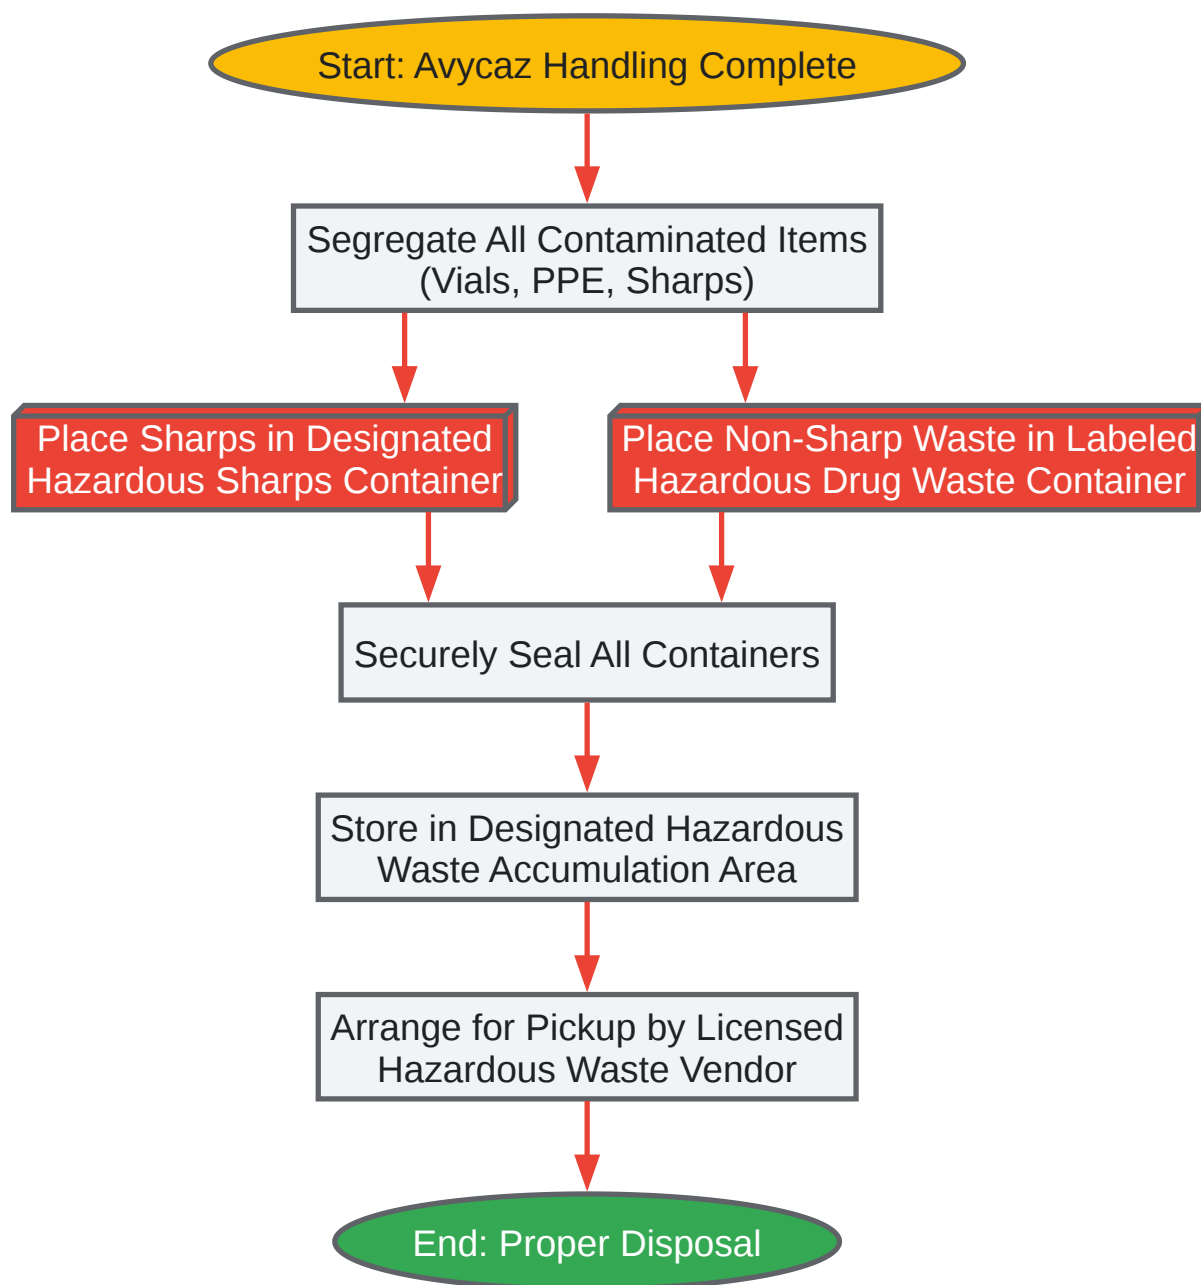 Start: Avycaz Handling Complete
Segregate All Contaminated Items
(Vials, PPE, Sharps)
Place Sharps in Designated
Hazardous Sharps Container
Place Non-Sharp Waste in Labeled
Hazardous Drug Waste Container
Securely Seal All Containers
Store in Designated Hazardous
Waste Accumulation Area
Arrange for Pickup by Licensed
Hazardous Waste Vendor
End: Proper Disposal